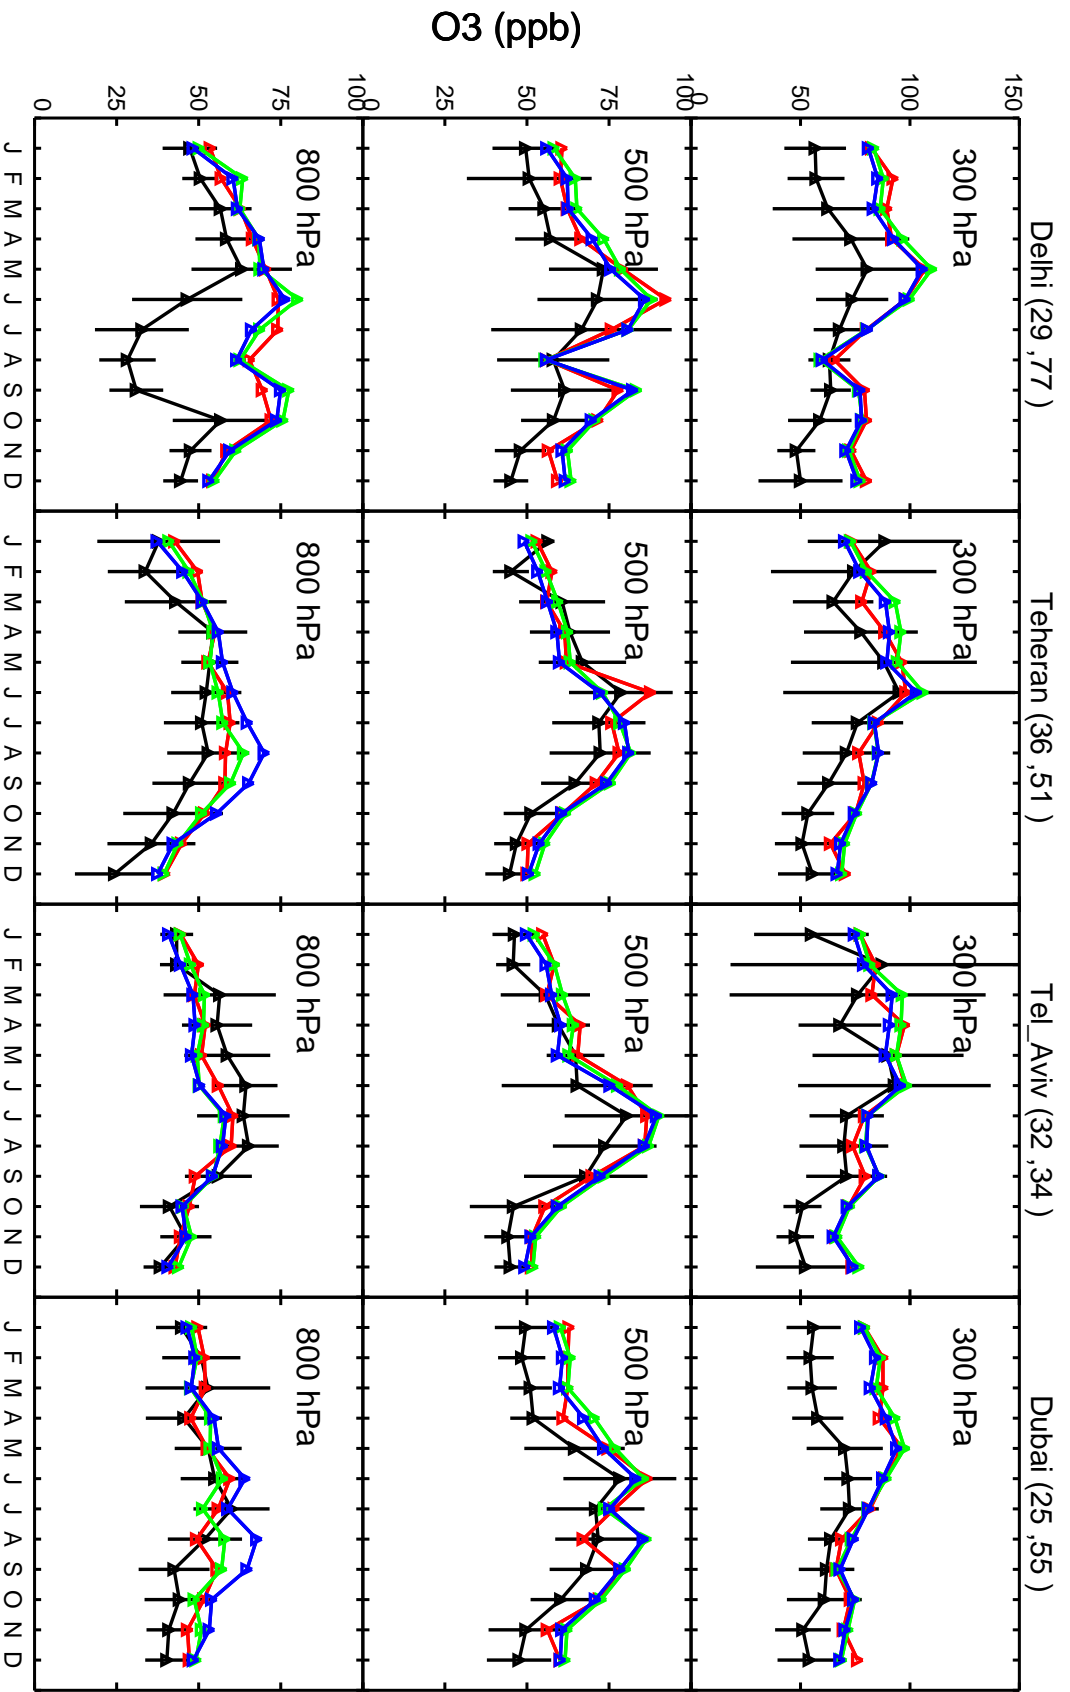 Delhi (29 ,77 )
Teheran (36 ,51 )
Tel_Aviv (32 ,34 )
Dubai (25 ,55 )
O3 (ppb)
150
100
50
0
300 hPa
300 hPa
300 hPa
300 hPa
100
75
50
25
0
500 hPa
500 hPa
500 hPa
500 hPa
100
75
50
25
0
800 hPa
800 hPa
800 hPa
800 hPa
J F M A M J J A S O N D
J F M A M J J A S O N D
J F M A M J J A S O N D
J F M A M J J A S O N D